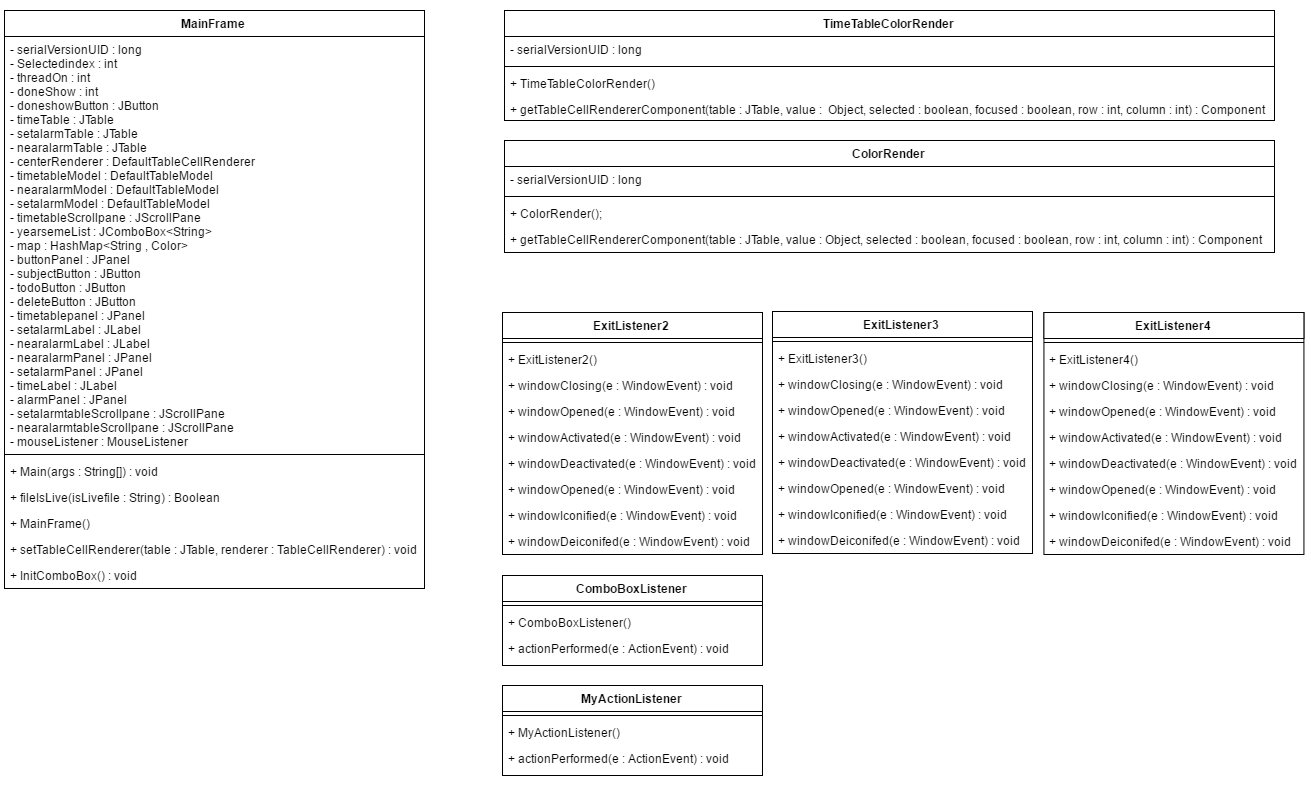 MainFrame
- serialVersionUID : long
- Selectedindex : int
- threadOn : int
- doneShow : int
- doneshowButton : JButton
- timeTable : JTable
- setalarmTable : JTable
- nearalarmTable : JTable
- centerRenderer : DefaultTableCellRenderer
- timetableModel : DefaultTableModel
- nearalarmModel : DefaultTableModel
- setalarmModel : DefaultTableModel
- timetableScrollpane : JScrollPane
- yearsemeList : JComboBox<String>
- map : HashMap<String , Color>
- buttonPanel : JPanel
- subjectButton : JButton
- todoButton : JButton
- deleteButton : JButton
- timetablepanel : JPanel
- setalarmLabel : JLabel
- nearalarmLabel : JLabel
- nearalarmPanel : JPanel
- setalarmPanel : JPanel
- timeLabel : JLabel
- alarmPanel : JPanel
- setalarmtableScrollpane : JScrollPane
- nearalarmtableScrollpane : JScrollPane
- mouseListener : MouseListener
+ Main(args : String[]) : void
+ fileIsLive(isLivefile : String) : Boolean
+ MainFrame()
+ setTableCellRenderer(table : JTable, renderer : TableCellRenderer) : void
+ InitComboBox() : void
TimeTableColorRender
- serialVersionUID : long
+ TimeTableColorRender()
+ getTableCellRendererComponent(table : JTable, value :  Object, selected : boolean, focused : boolean, row : int, column : int) : Component
ColorRender
- serialVersionUID : long
+ ColorRender();
+ getTableCellRendererComponent(table : JTable, value : Object, selected : boolean, focused : boolean, row : int, column : int) : Component
ExitListener2
+ ExitListener2()
+ windowClosing(e : WindowEvent) : void
+ windowOpened(e : WindowEvent) : void
+ windowActivated(e : WindowEvent) : void
+ windowDeactivated(e : WindowEvent) : void
+ windowOpened(e : WindowEvent) : void
+ windowIconified(e : WindowEvent) : void
+ windowDeiconifed(e : WindowEvent) : void
ExitListener3
+ ExitListener3()
+ windowClosing(e : WindowEvent) : void
+ windowOpened(e : WindowEvent) : void
+ windowActivated(e : WindowEvent) : void
+ windowDeactivated(e : WindowEvent) : void
+ windowOpened(e : WindowEvent) : void
+ windowIconified(e : WindowEvent) : void
+ windowDeiconifed(e : WindowEvent) : void
ExitListener4
+ ExitListener4()
+ windowClosing(e : WindowEvent) : void
+ windowOpened(e : WindowEvent) : void
+ windowActivated(e : WindowEvent) : void
+ windowDeactivated(e : WindowEvent) : void
+ windowOpened(e : WindowEvent) : void
+ windowIconified(e : WindowEvent) : void
+ windowDeiconifed(e : WindowEvent) : void
ComboBoxListener
+ ComboBoxListener()
+ actionPerformed(e : ActionEvent) : void
MyActionListener
+ MyActionListener()
+ actionPerformed(e : ActionEvent) : void